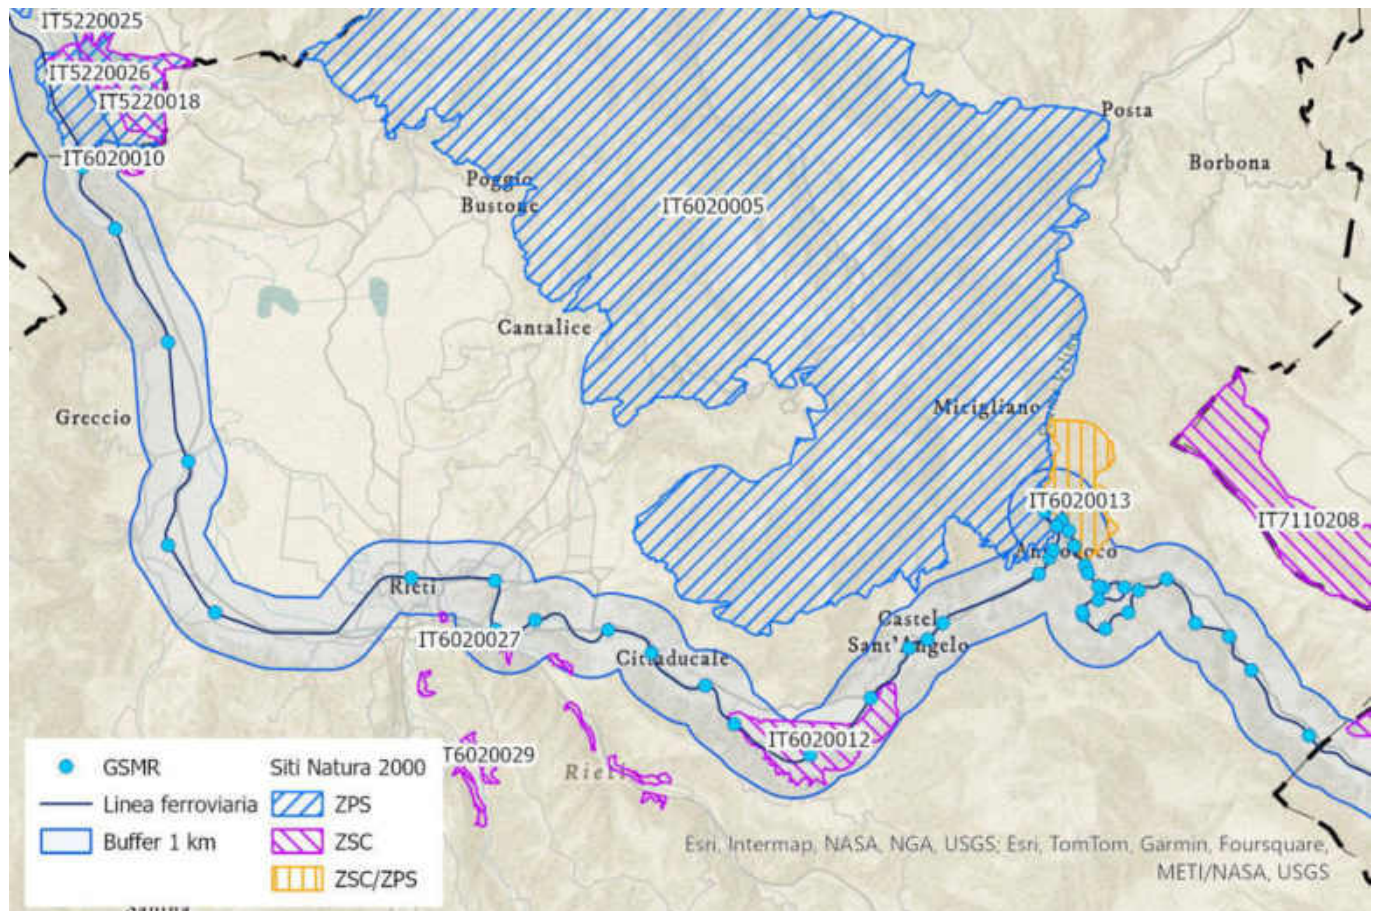 IT5220025
IT5220026
IT5220018
IT6020010
Posta
Borbona
Poggio
Bustone
IT6020005
Cantalice
Micigliano
Greccio
IT6020013
IT7110208
Rieti
IT6020027
Cittaducale
Castel
Sant'Angelo
IT6020012
T6020029
GSMR
Linea ferroviaria
Buffer 1 km
Siti Natura 2000
ZPS
ZSC
ZSC/ZPS
Esri, Intermap, NASA, NGA, USGS; Esri, TomTom, Garmin, Foursquare,
METI/NASA, USGS